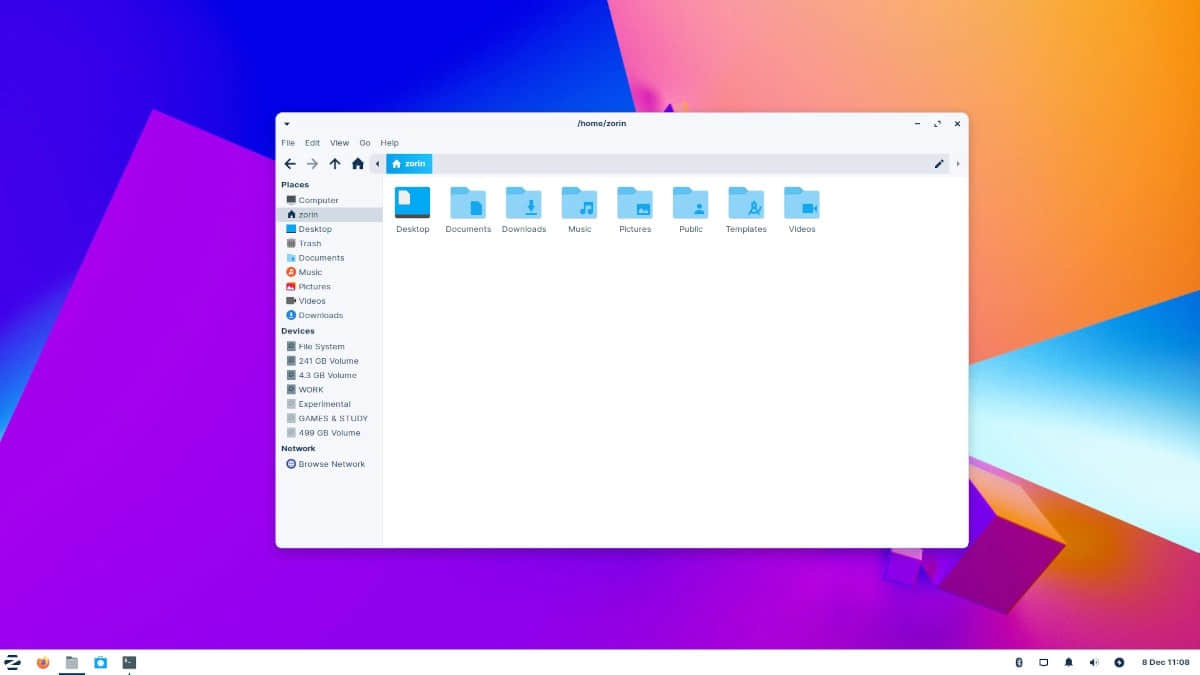 /home/zorin
File Edit View Go Help
zorin
Places
Computer
zorin
Desktop
Trash
Documents
Music
Pictures
Videos
Downloads
Devices
File System
241 GB Volume
4.3 GB Volume
WORK
Experimental
GAMES & STUDY
499 GB Volume
Network
Browse Network
Desktop Documents Downloads Music Pictures Public Templates Videos
8 Dec 11:08